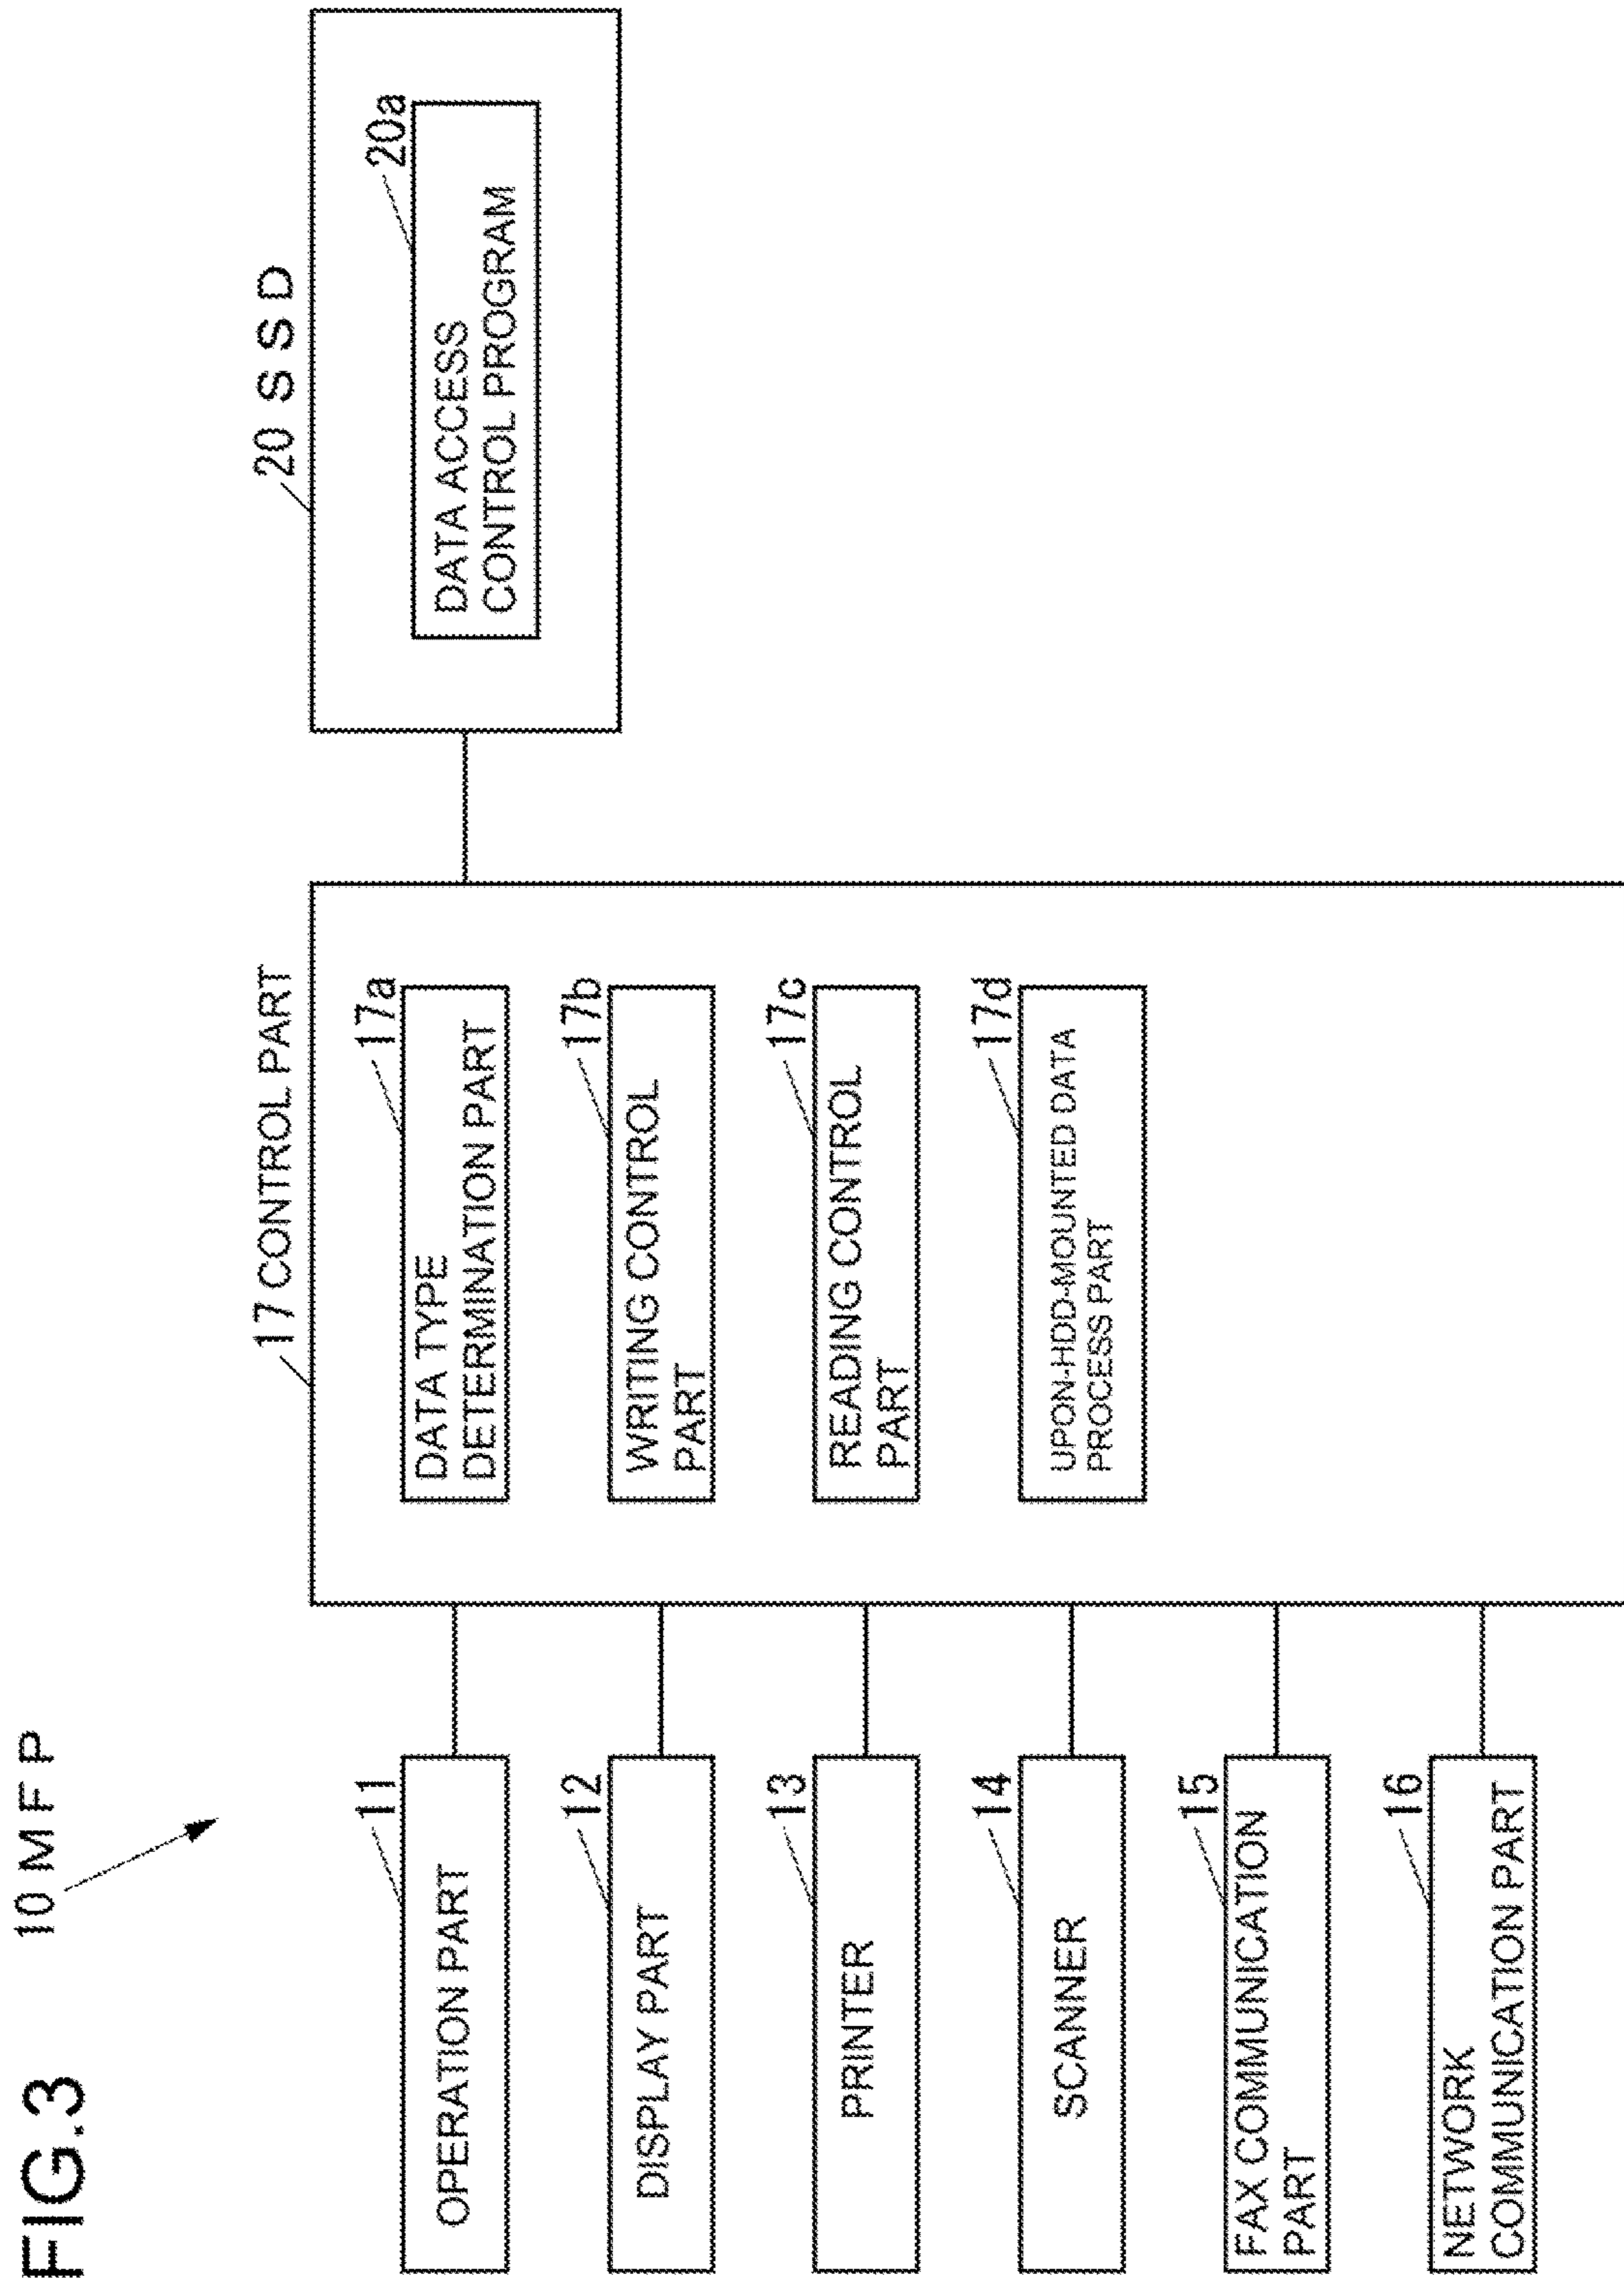 FIG.3
10 MFP
11
OPERATION PART
12
DISPLAY PART
13
PRINTER
14
SCANNER
15
FAX COMMUNICATION
PART
16
NETWORK
COMMUNICATION PART
17 CONTROL PART
17a
DATA TYPE
DETERMINATION PART
17b
WRITING CONTROL
PART
17c
READING CONTROL
PART
17d
UPON-HDD-MOUNTED DATA
PROCESS PART
20 SSD
20a
DATA ACCESS
CONTROL PROGRAM